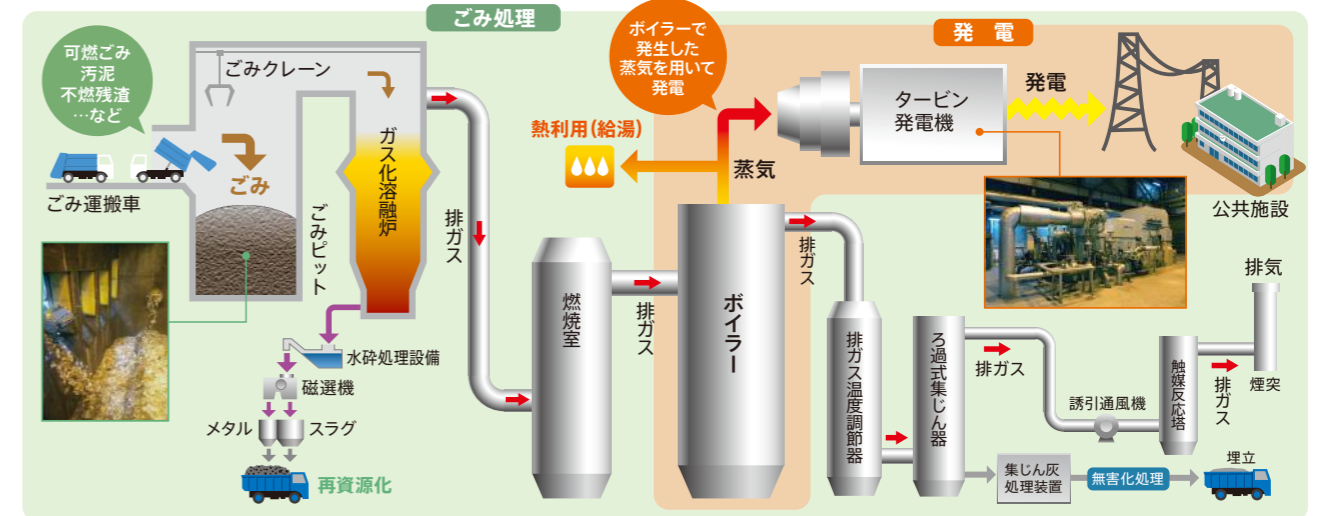 ごみ処理
発 電
可燃ごみ
汚泥
不燃残渣
…など
ごみクレーン
ごみ
ごみ運搬車
ごみピット
ガス化溶融炉
排ガス
水砕処理設備
磁選機
メタル
スラグ
再資源化
燃焼室
排ガス
ボイラー
ボイラーで
発生した
蒸気を用いて
発電
熱利用(給湯)
蒸気
タービン
発電機
発電
公共施設
排ガス
排ガス温度調節器
ろ過式集じん器
排ガス
誘引通風機
触媒反応塔
排ガス
排気
煙突
集じん灰
処理装置
無害化処理
埋立